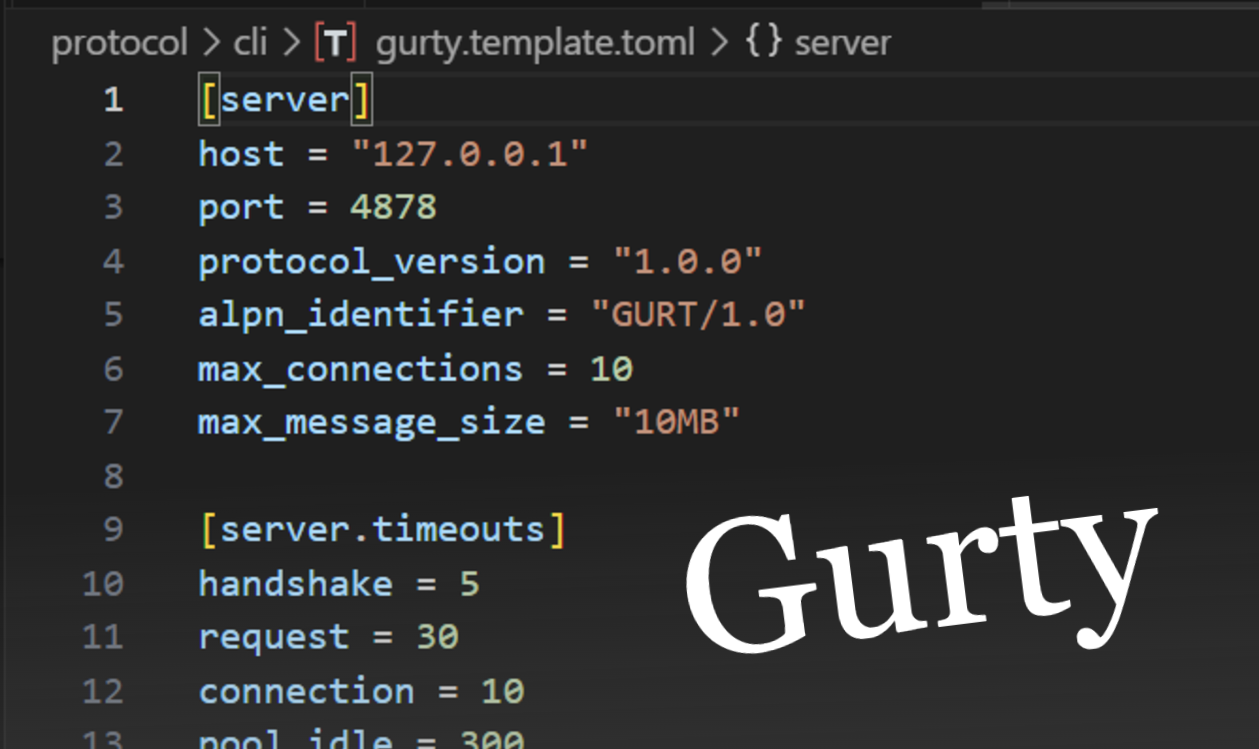 protocol > cli > [T] gurty.template.toml > {} server
1 [server]
2 host = "127.0.0.1"
3 port = 4878
4 protocol_version = "1.0.0"
5 alpn_identifier = "GURT/1.0"
6 max_connections = 10
7 max_message_size = "10MB"
8
9 [server.timeouts]
10 handshake = 5
11 request = 30
12 connection = 10
13 pool_idle = 300
Gurty